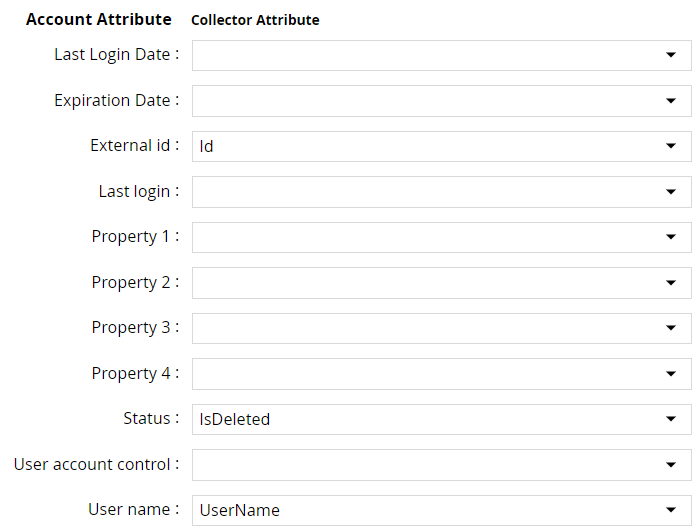 Account Attribute Collector Attribute
Last Login Date :
Expiration Date :
External id : Id
Last login :
Property 1 :
Property 2 :
Property 3 :
Property 4 :
Status : IsDeleted
User account control :
User name : UserName